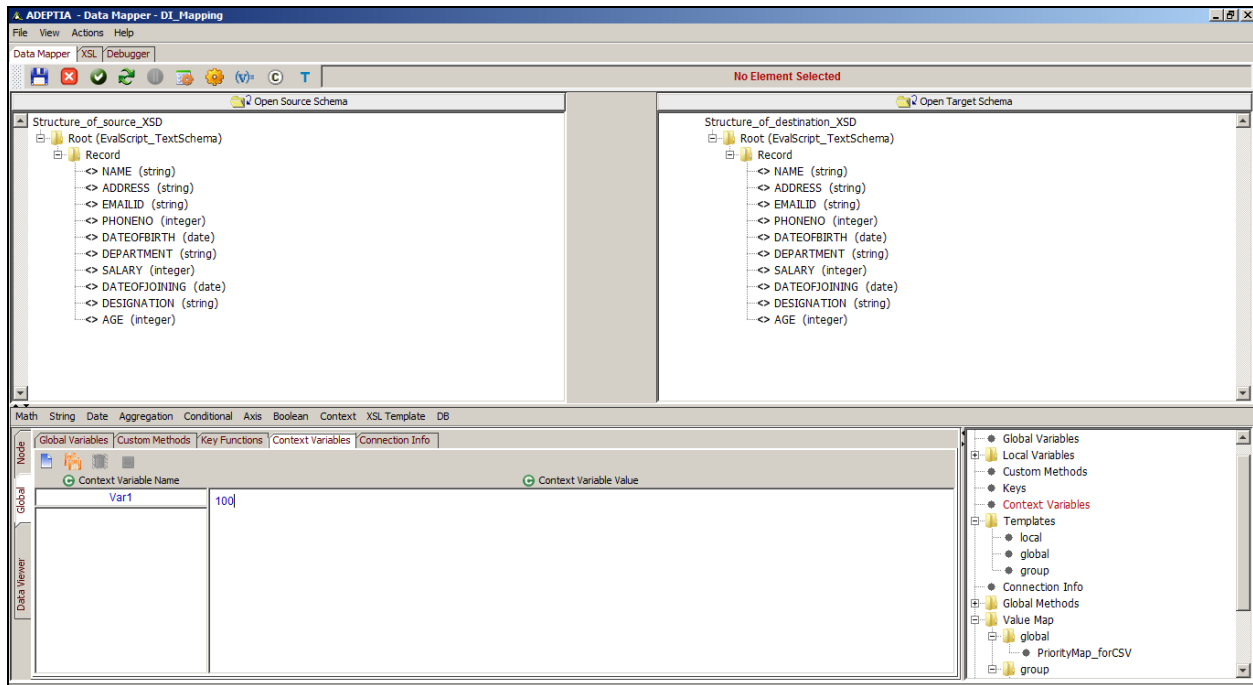 ADEPTIA - Data Mapper - DI_Mapping
File View Actions Help
Data Mapper XSL Debugger
(v)= C T No Element Selected
Open Source Schema Open Target Schema
Structure_of_source_XSD
Root (EvalScript_TextSchema)
Record
<> NAME (string)
<> ADDRESS (string)
<> EMAILID (string)
<> PHONENO (integer)
<> DATEOFBIRTH (date)
<> DEPARTMENT (string)
<> SALARY (integer)
<> DATEOFJOINING (date)
<> DESIGNATION (string)
<> AGE (integer)
Structure_of_destination_XSD
Root (EvalScript_TextSchema)
Record
<> NAME (string)
<> ADDRESS (string)
<> EMAILID (string)
<> PHONENO (integer)
<> DATEOFBIRTH (date)
<> DEPARTMENT (string)
<> SALARY (integer)
<> DATEOFJOINING (date)
<> DESIGNATION (string)
<> AGE (integer)
Math String Date Aggregation Conditional Axis Boolean Context XSL Template DB
Node
Global
Data Viewer
Global Variables Custom Methods Key Functions Context Variables Connection Info
C Context Variable Name C Context Variable Value
Var1 100
Global Variables
Local Variables
Custom Methods
Keys
Context Variables
Templates
local
global
group
Connection Info
Global Methods
Value Map
global
PriorityMap_forCSV
group